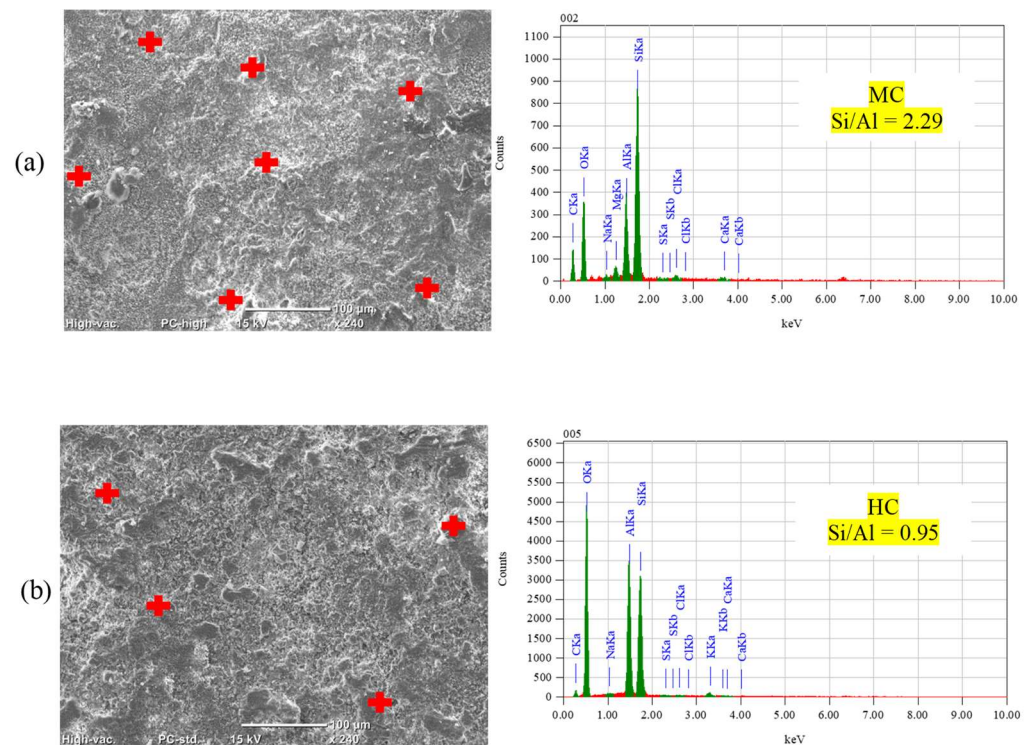 (a)
High-vac.
PC-high
15 kV
100 µm
x 240
002
1100
1000
900
800
700
600
500
400
300
200
100
0
Counts
CKa
OKa
NaKa
MgKa
AlKa
SiKa
SKa
SKb
ClKa
ClKb
CaKa
CaKb
MC
Si/Al = 2.29
0.00 1.00 2.00 3.00 4.00 5.00 6.00 7.00 8.00 9.00 10.00
keV
(b)
High-vac.
PC-std.
15 kV
100 µm
x 240
005
6500
6000
5500
5000
4500
4000
3500
3000
2500
2000
1500
1000
500
0
Counts
CKa
OKa
NaKa
AlKa
SiKa
SKa
SKb
ClKa
ClKb
KKa
KKb
CaKa
CaKb
HC
Si/Al = 0.95
0.00 1.00 2.00 3.00 4.00 5.00 6.00 7.00 8.00 9.00 10.00
keV